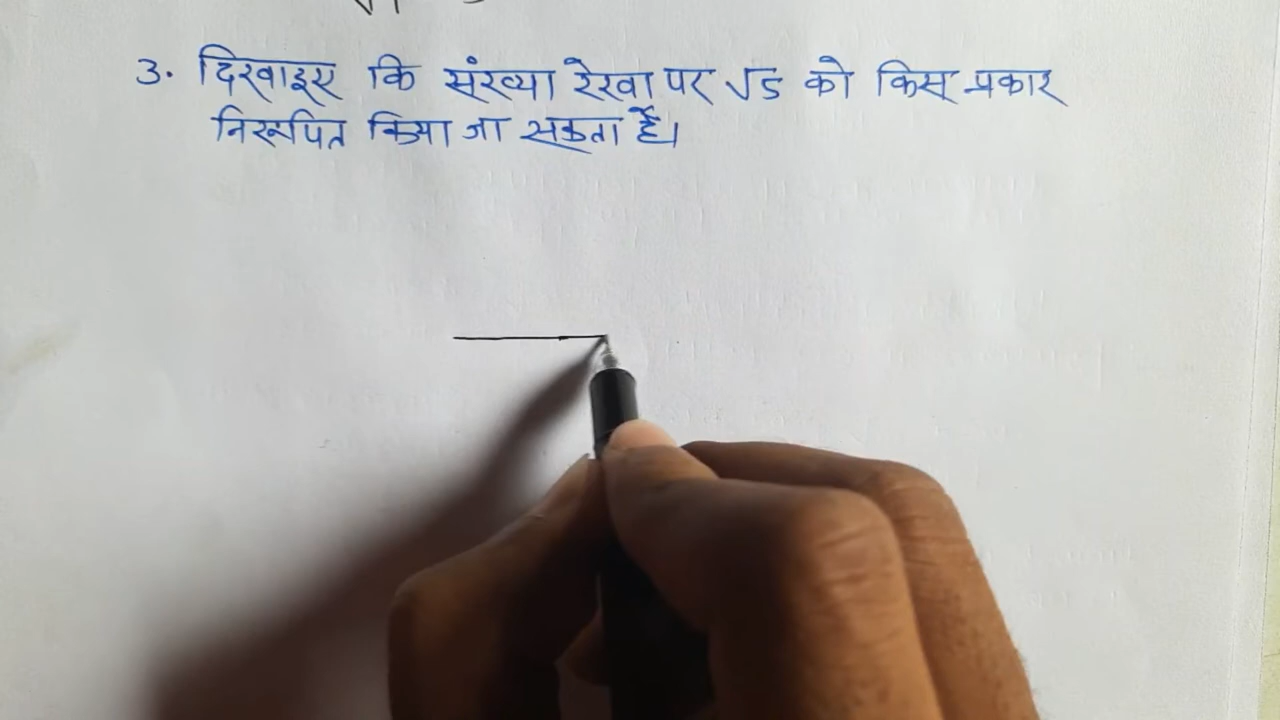 3. दिखाइए कि संख्या रेखा पर √5 को किस प्रकार
निरूपित किया जा सकता है।